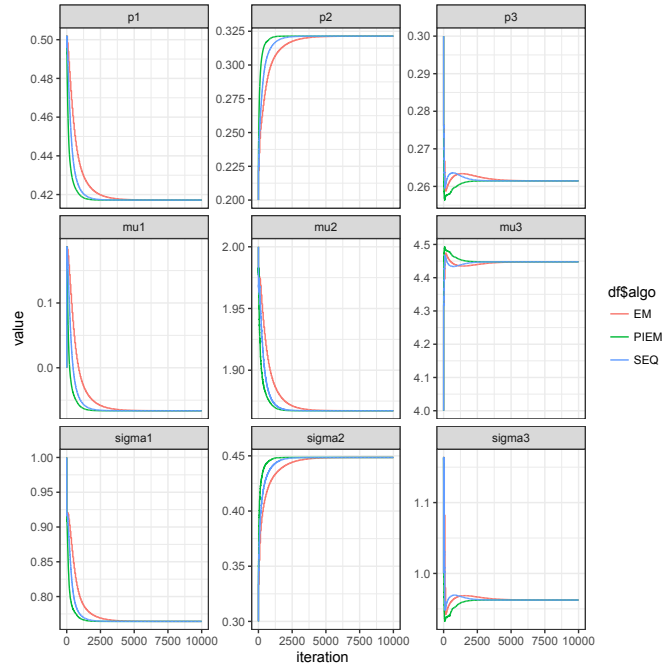 p1
p2
p3
0.50
0.48
0.46
0.44
0.42
0.325
0.300
0.275
0.250
0.225
0.200
0.30
0.29
0.28
0.27
0.26
mu1
mu2
mu3
0.1
0.0
2.00
1.95
1.90
4.5
4.4
4.3
4.2
4.1
4.0
sigma1
sigma2
sigma3
1.00
0.95
0.90
0.85
0.80
0.45
0.40
0.35
0.30
1.1
1.0
0 2500 5000 7500 10000
0 2500 5000 7500 10000
0 2500 5000 7500 10000
iteration
value
df$algo
EM
PIEM
SEQ